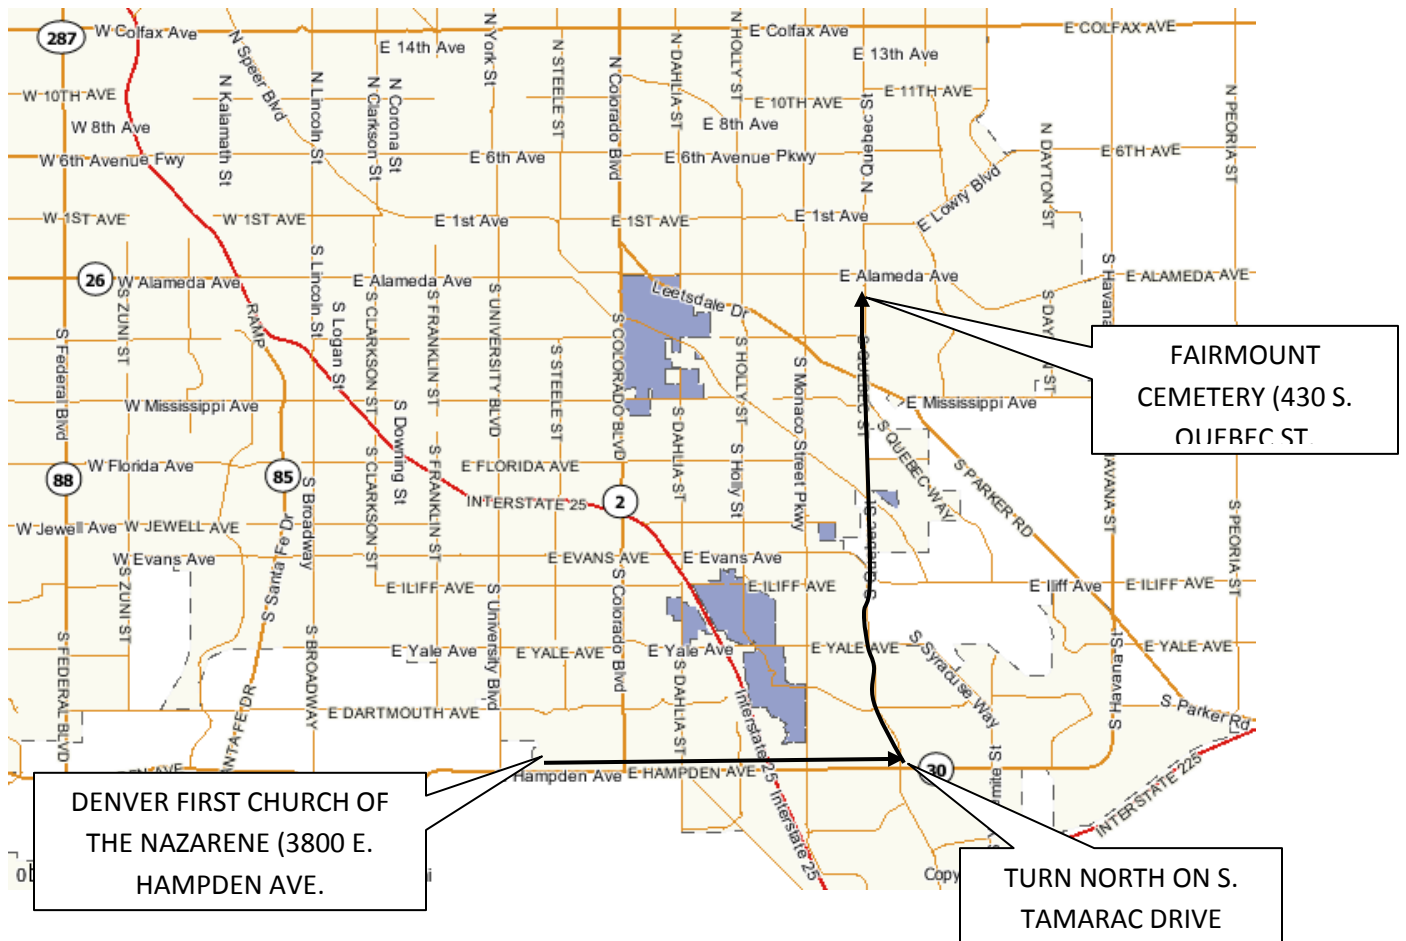 287
W Colfax Ave
E 14th Ave
E Colfax Ave
E COLFAX AVE
N Speer Blvd
N York St
N DAHLIA ST
N HOLLY ST
E 13th Ave
W 10TH AVE
N Kalamath St
N Lincoln St
N Clarkson St
N Corona St
N STEELE ST
N Colorado Blvd
E 10TH AVE
E 11TH AVE
N Quebec St
N PEORIA ST
W 8th Ave
E 8th Ave
N DAYTON ST
W 6th Avenue Fwy
E 6th Ave
E 6th Avenue Pkwy
E 6TH AVE
E Lowry Blvd
W 1ST AVE
W 1ST AVE
E 1st Ave
E 1ST AVE
E 1st Ave
26
W Alameda Ave
E Alameda Ave
E Alameda Ave
E ALAMEDA AVE
S Lincoln St
S Logan St
S ZUNI ST
RAMP
S CLARKSON ST
S FRANKLIN ST
S UNIVERSITY BLVD
S COLORADO BLVD
Leetsdale Dr
S Havana
S Federal Blvd
S STEELE ST
S HOLLY ST
S Monaco Street Pkwy
S QUEBEC ST
FAIRMOUNT
CEMETERY (430 S.
QUEBEC ST.
W Mississippi Ave
S Downing St
S DAHLIA ST
E Mississippi Ave
S QUEBEC WAY
S PARKER RD
88
W Florida Ave
85
S CLARKSON ST
S FRANKLIN ST
E FLORIDA AVE
S Holly St
S Broadway
INTERSTATE 25
2
W Jewell Ave
W JEWELL AVE
S Santa Fe Dr
S PEORIA ST
W Evans Ave
E EVANS AVE
E Evans Ave
S ZUNI ST
E ILIFF AVE
E ILIFF AVE
E Iliff Ave
E ILIFF AVE
S University Blvd
S Colorado Blvd
S FEDERAL BLVD
S BROADWAY
E Yale Ave
E YALE AVE
E Yale Ave
E YALE AVE
E YALE AVE
S Syracuse Way
S Havana St
S DAHLIA ST
Interstate 25
E DARTMOUTH AVE
S Parker Rd
Hampden Ave
E HAMPDEN AVE
30
Interstate 25
INTERSTATE 225
DENVER FIRST CHURCH OF
THE NAZARENE (3800 E.
HAMPDEN AVE.
Copy
TURN NORTH ON S.
TAMARAC DRIVE